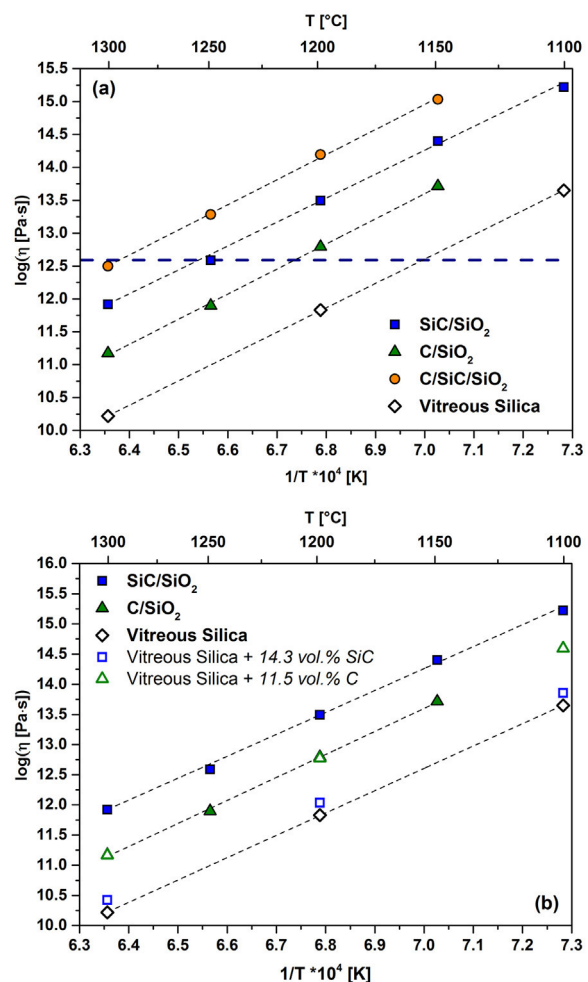 T [°C]
1300 1250 1200 1150 1100
(a)
15.5
15.0
14.5
14.0
13.5
13.0
12.5
12.0
11.5
11.0
10.5
10.0
log(η [Pa·s])
SiC/SiO₂
C/SiO₂
C/SiC/SiO₂
Vitreous Silica
6.3 6.4 6.5 6.6 6.7 6.8 6.9 7.0 7.1 7.2 7.3
1/T *10⁴ [K]
T [°C]
1300 1250 1200 1150 1100
16.0
15.5
15.0
14.5
14.0
13.5
13.0
12.5
12.0
11.5
11.0
10.5
10.0
log(η [Pa·s])
SiC/SiO₂
C/SiO₂
Vitreous Silica
Vitreous Silica + 14.3 vol.% SiC
Vitreous Silica + 11.5 vol.% C
(b)
6.3 6.4 6.5 6.6 6.7 6.8 6.9 7.0 7.1 7.2 7.3
1/T *10⁴ [K]